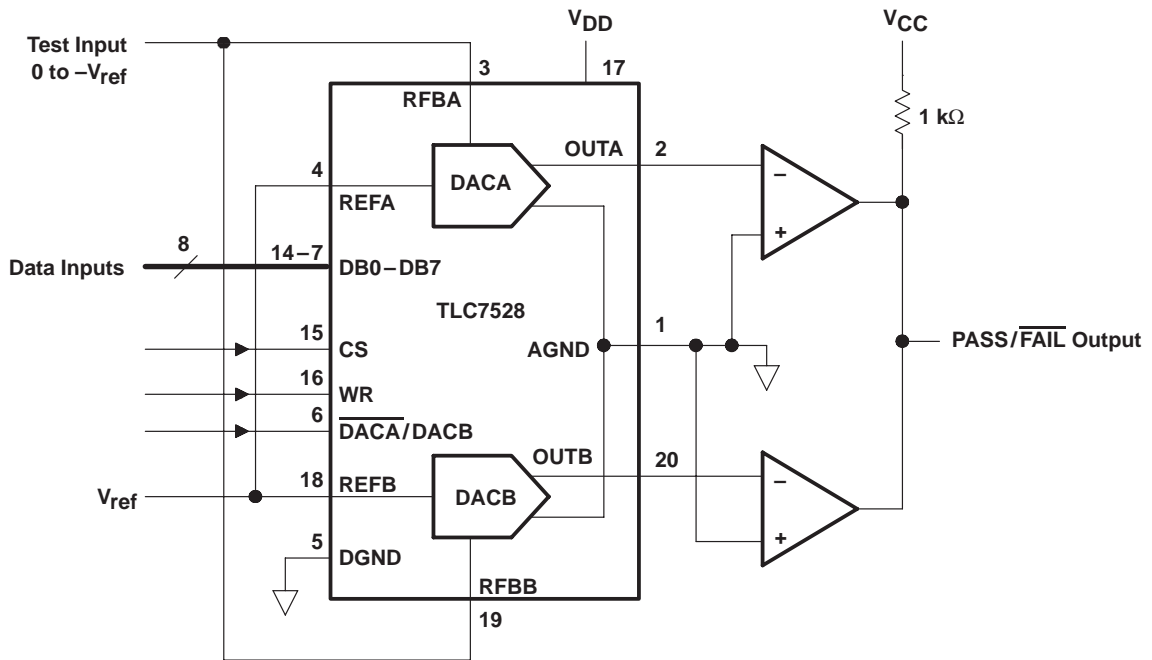 Test Input
0 to –Vref
VDD
VCC
3
17
RFBA
1 kΩ
OUTA
2
4
DACA
–
REFA
+
8
14–7
Data Inputs
DB0–DB7
TLC7528
15
1
CS
AGND
PASS/FAIL Output
16
WR
6
DACA/DACB
OUTB
20
18
REFB
DACB
–
Vref
5
+
DGND
RFBB
19